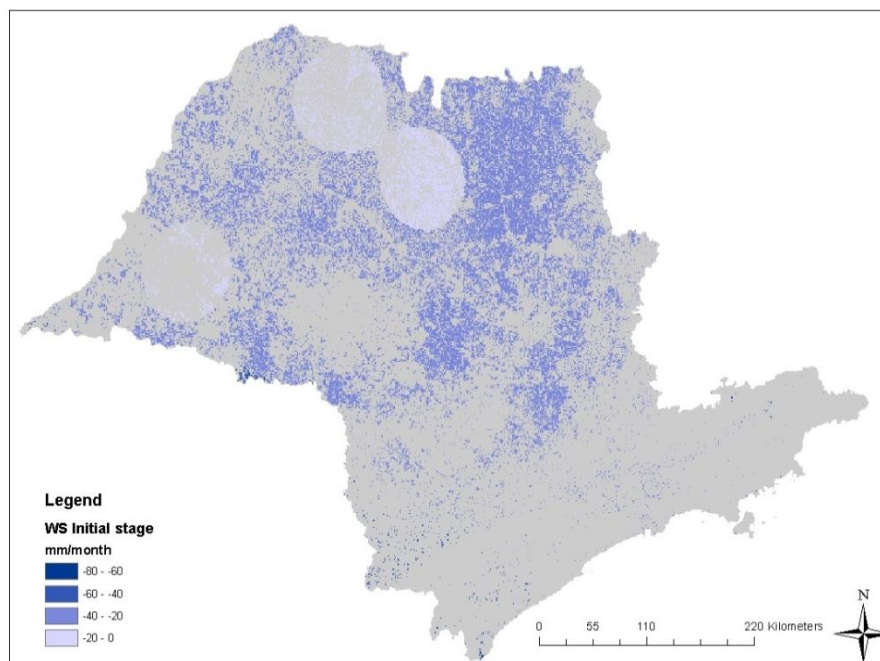 Legend
WS Initial stage
mm/month
-80 - -60
-60 - -40
-40 - -20
-20 - 0
N
0 55 110 220 Kilometers